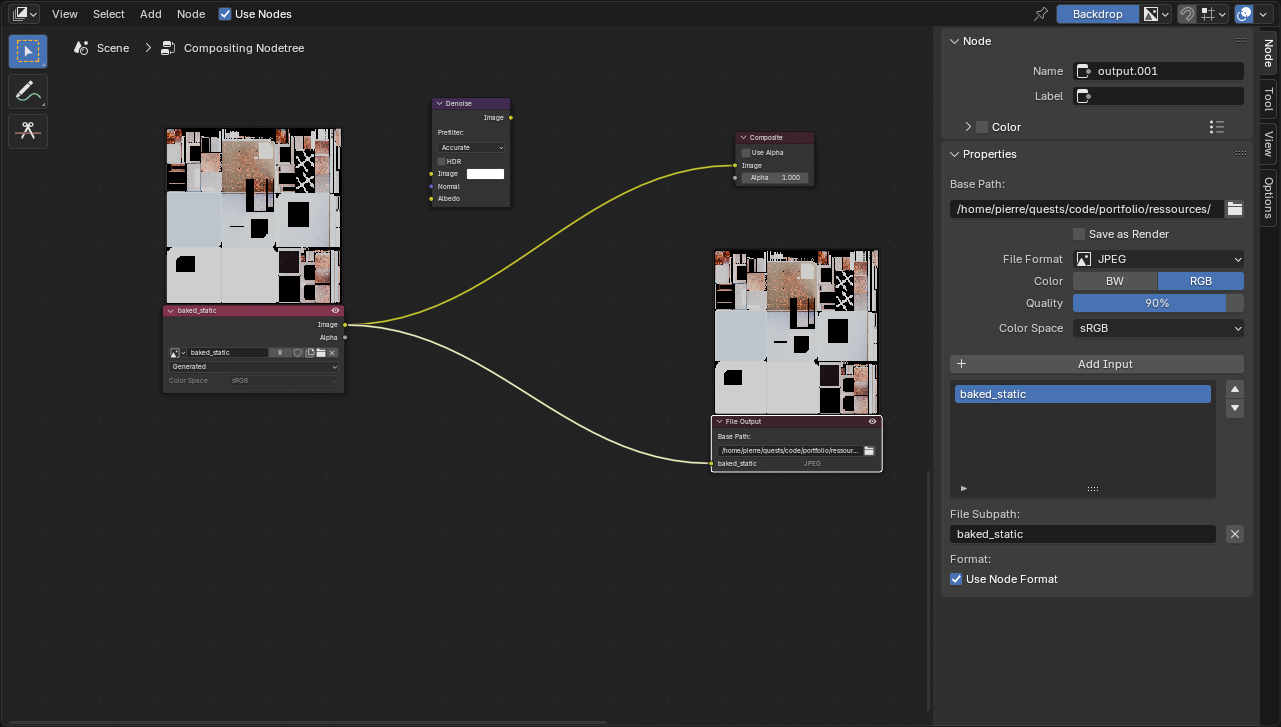 View Select Add Node Use Nodes Backdrop
Scene Compositing Nodetree
Denoise
Image
Prefilter:
Accurate
HDR
Image
Normal
Albedo
Composite
Use Alpha
Image
Alpha 1.000
baked_static
Image
Alpha
baked_static 8
Generated
Color Space sRGB
File Output
Base Path:
/home/pierre/quests/code/portfolio/ressour...
baked_static JPEG
Node
Name output.001
Label
Color
Properties
Base Path:
/home/pierre/quests/code/portfolio/ressources/
Save as Render
File Format JPEG
Color BW RGB
Quality 90%
Color Space sRGB
Add Input
baked_static
File Subpath:
baked_static
Format:
Use Node Format
Node
Tool
View
Options